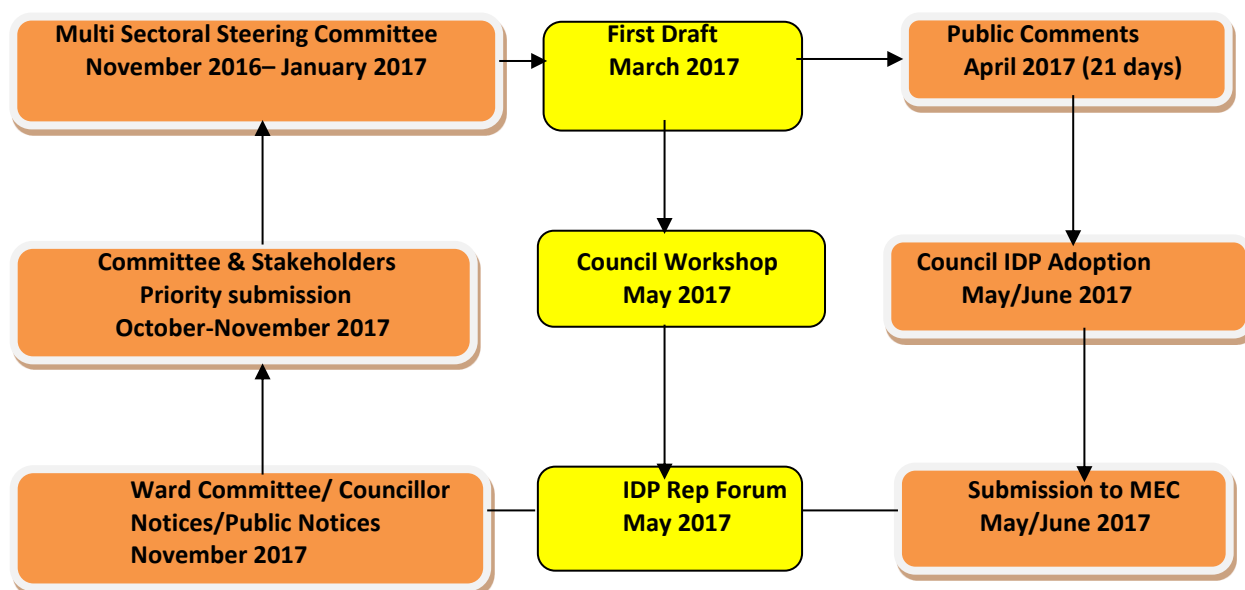 Multi Sectoral Steering Committee
November 2016– January 2017
First Draft
March 2017
Public Comments
April 2017 (21 days)
Committee & Stakeholders
Priority submission
October-November 2017
Council Workshop
May 2017
Council IDP Adoption
May/June 2017
Ward Committee/ Councillor
Notices/Public Notices
November 2017
IDP Rep Forum
May 2017
Submission to MEC
May/June 2017